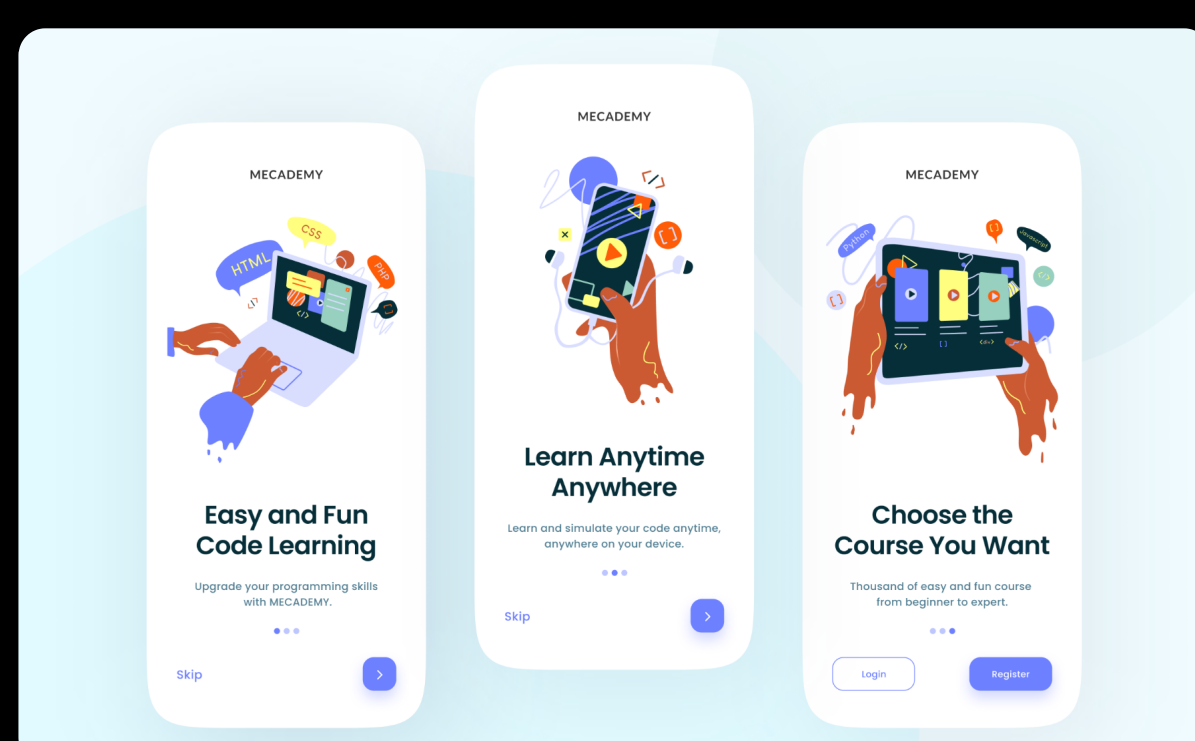 MECADEMY
HTML
CSS
PHP
[ ]
</>
</>
Easy and Fun
Code Learning
Upgrade your programming skills
with MECADEMY.
Skip
>
MECADEMY
</>
[ ]
Learn Anytime
Anywhere
Learn and simulate your code anytime,
anywhere on your device.
Skip
>
MECADEMY
Python
[ ]
Javascript
</>
[ ]
</>
[ ]
<d+>
Choose the
Course You Want
Thousand of easy and fun course
from beginner to expert.
Login
Register